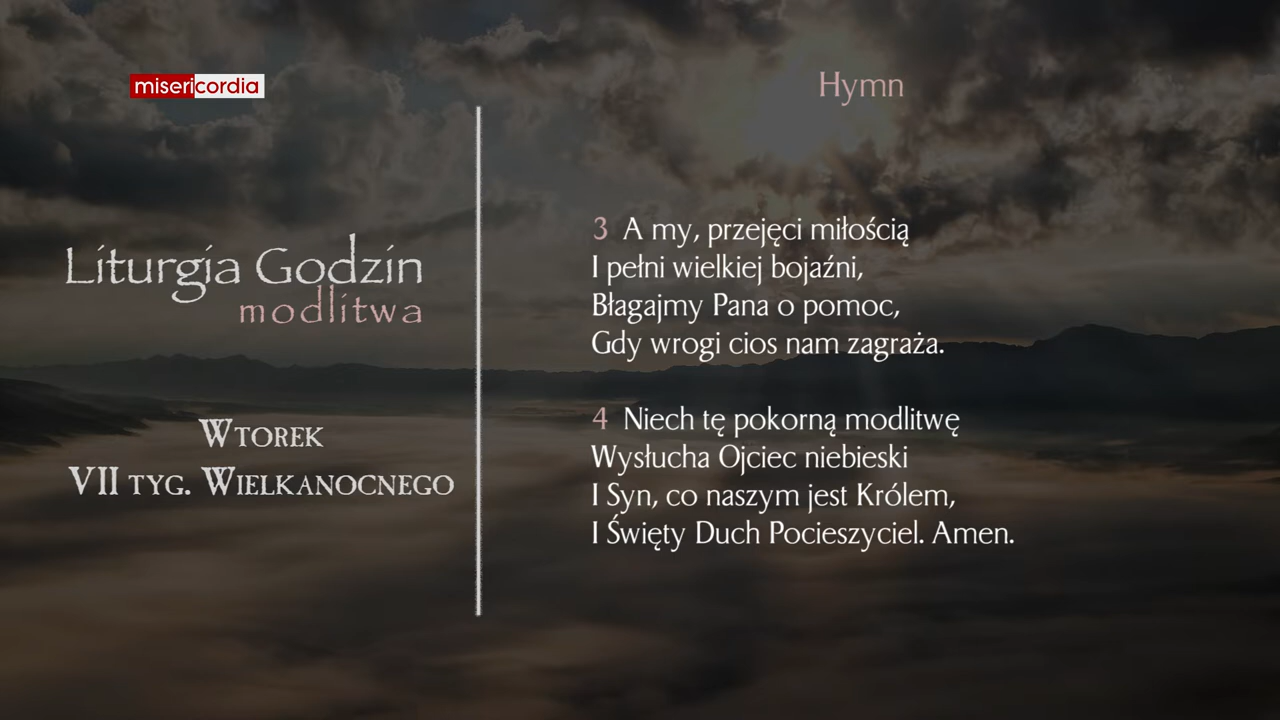 misericordia
Liturgia Godzin
modlitwa
Wtorek
VII tyg. Wielkanocnego
Hymn
3 A my, przejęci miłością
I pełni wielkiej bojaźni,
Błagajmy Pana o pomoc,
Gdy wrogi cios nam zagraża.
4 Niech tę pokorną modlitwę
Wysłucha Ojciec niebieski
I Syn, co naszym jest Królem,
I Święty Duch Pocieszyciel. Amen.